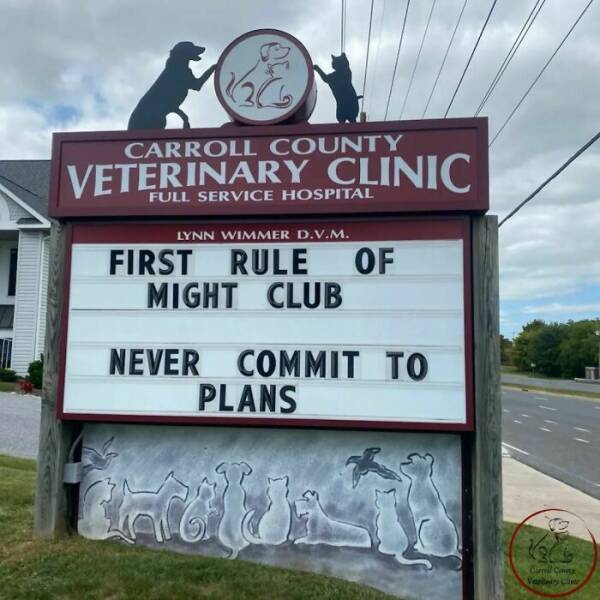 CARROLL COUNTY
VETERINARY CLINIC
FULL SERVICE HOSPITAL
LYNN WIMMER D.V.M.
FIRST RULE OF
MIGHT CLUB
NEVER COMMIT TO
PLANS
Carroll County
Veterinary Clinic